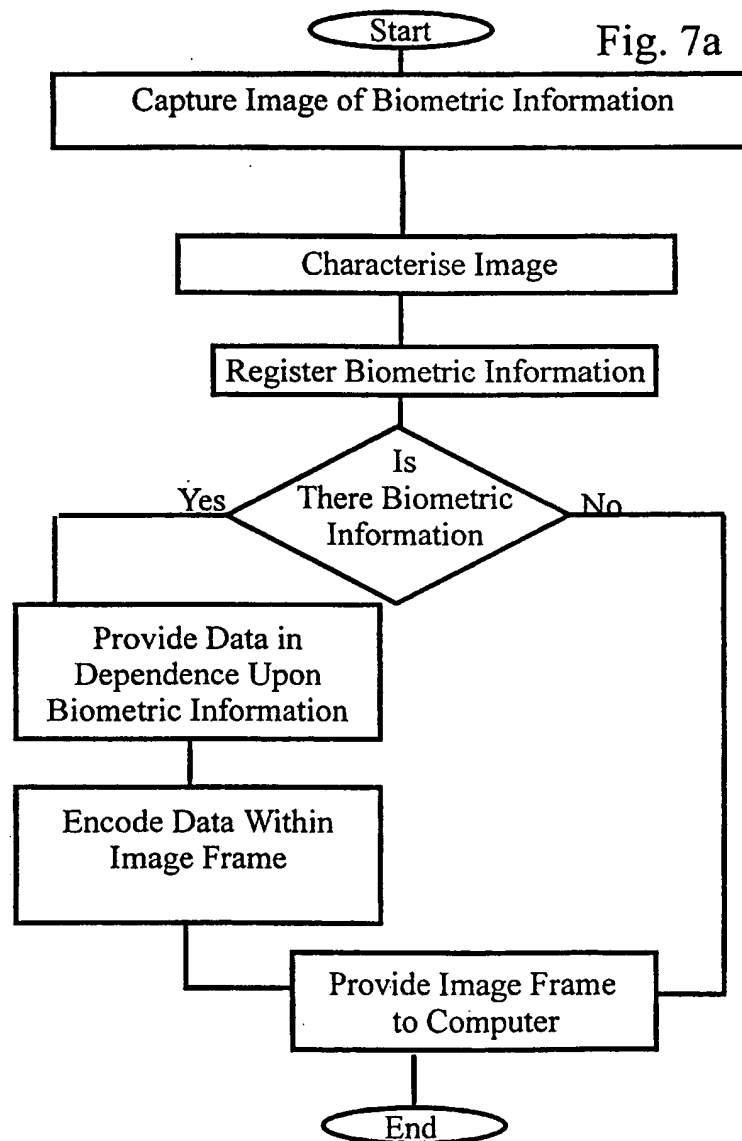 Start
Fig. 7a
Capture Image of Biometric Information
Characterise Image
Register Biometric Information
Is
There Biometric
Information
Yes
No
Provide Data in
Dependence Upon
Biometric Information
Encode Data Within
Image Frame
Provide Image Frame
to Computer
End